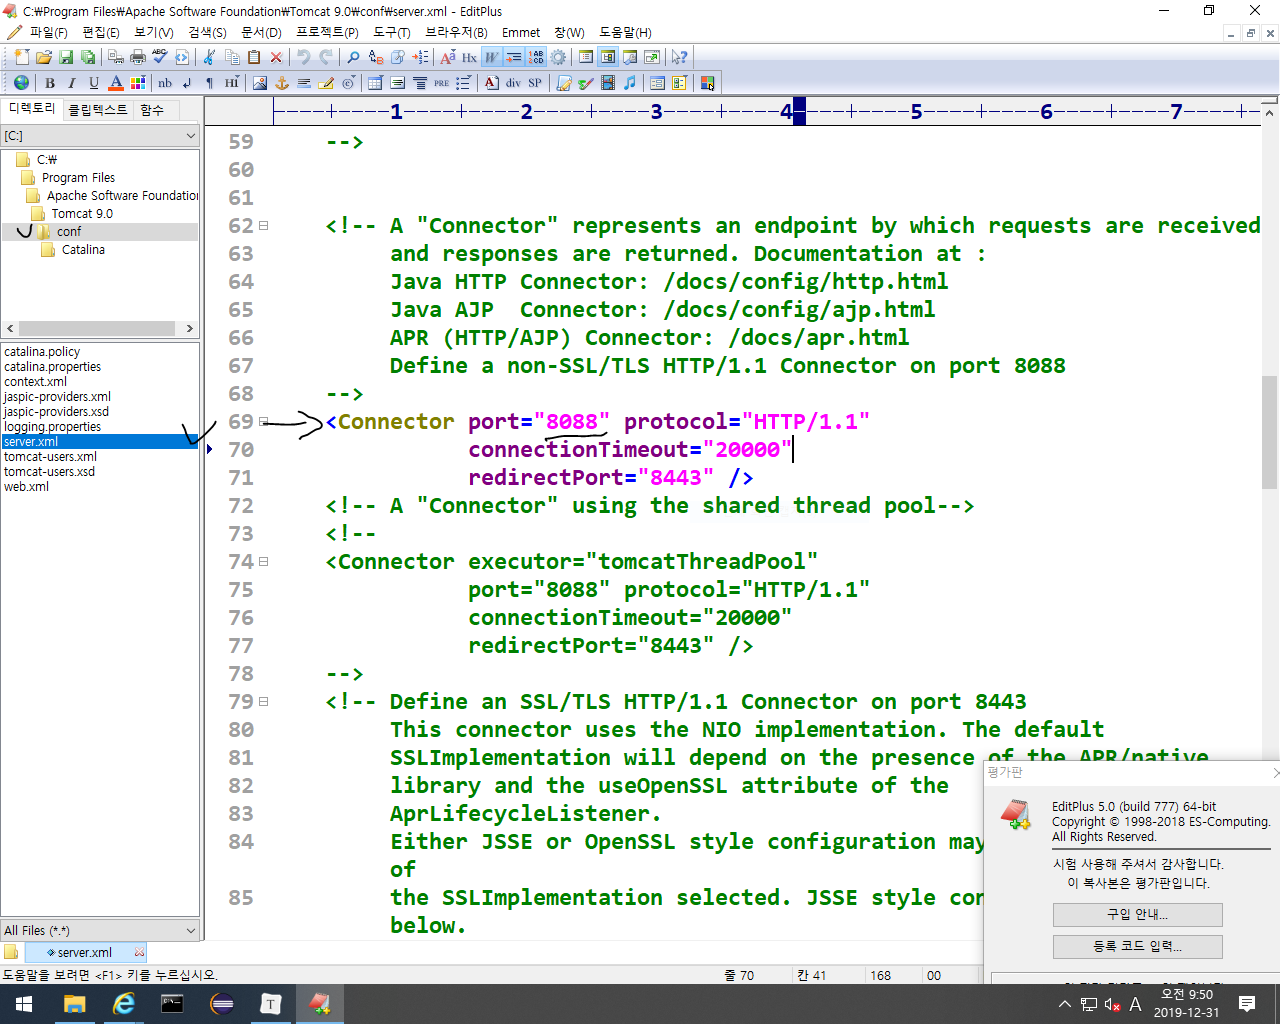 C:₩Program Files₩Apache Software Foundation₩Tomcat 9.0₩conf₩server.xml - EditPlus
파일(F) 편집(E) 보기(V) 검색(S) 문서(D) 프로젝트(P) 도구(T) 브라우저(B) Emmet 창(W) 도움말(H)
B I U A nb HI PRE A div SP
디렉토리 클립텍스트 함수
[C:]
C:₩
Program Files
Apache Software Foundation
Tomcat 9.0
conf
Catalina
catalina.policy
catalina.properties
context.xml
jaspic-providers.xml
jaspic-providers.xsd
logging.properties
server.xml
tomcat-users.xml
tomcat-users.xsd
web.xml
All Files (*.*)
1 2 3 4 5 6 7
59 -->
60
61
62 <!-- A "Connector" represents an endpoint by which requests are received
63 and responses are returned. Documentation at :
64 Java HTTP Connector: /docs/config/http.html
65 Java AJP  Connector: /docs/config/ajp.html
66 APR (HTTP/AJP) Connector: /docs/apr.html
67 Define a non-SSL/TLS HTTP/1.1 Connector on port 8088
68 -->
69 <Connector port="8088" protocol="HTTP/1.1"
70 connectionTimeout="20000"
71 redirectPort="8443" />
72 <!-- A "Connector" using the shared thread pool-->
73 <!--
74 <Connector executor="tomcatThreadPool"
75 port="8088" protocol="HTTP/1.1"
76 connectionTimeout="20000"
77 redirectPort="8443" />
78 -->
79 <!-- Define an SSL/TLS HTTP/1.1 Connector on port 8443
80 This connector uses the NIO implementation. The default
81 SSLImplementation will depend on the presence of the APR/native
82 library and the useOpenSSL attribute of the
83 AprLifecycleListener.
84 Either JSSE or OpenSSL style configuration may
of
85 the SSLImplementation selected. JSSE style
below.
평가판
EditPlus 5.0 (build 777) 64-bit
Copyright © 1998-2018 ES-Computing.
All Rights Reserved.
시험 사용해 주셔서 감사합니다.
이 복사본은 평가판입니다.
구입 안내...
등록 코드 입력...
server.xml
도움말을 보려면 <F1> 키를 누르십시오.
줄 70 칸 41 168 00
T A 오전 9:50
2019-12-31